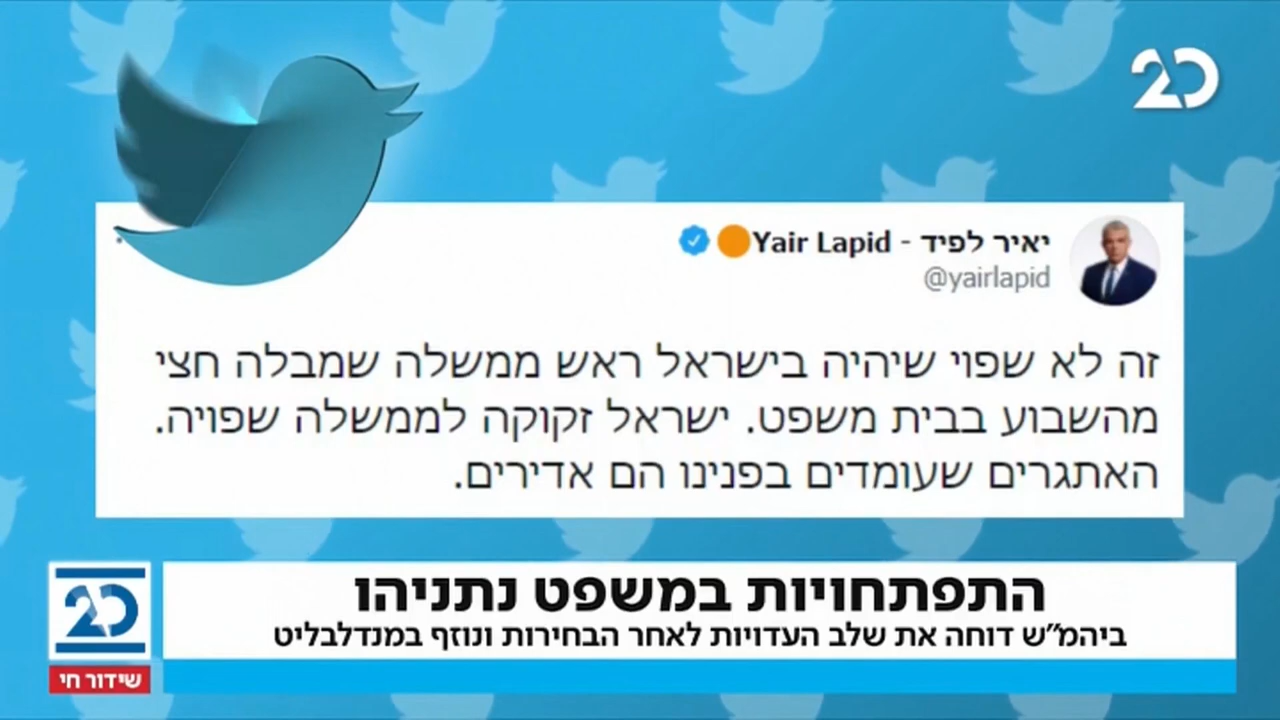 20
יאיר לפיד - Yair Lapid
@yairlapid
זה לא שפוי שיהיה בישראל ראש ממשלה שמבלה חצי
מהשבוע בבית משפט. ישראל זקוקה לממשלה שפויה.
האתגרים שעומדים בפנינו הם אדירים.
התפתחויות במשפט נתניהו
ביהמ״ש דוחה את שלב העדויות לאחר הבחירות ונוזף במנדלבליט
20
שידור חי